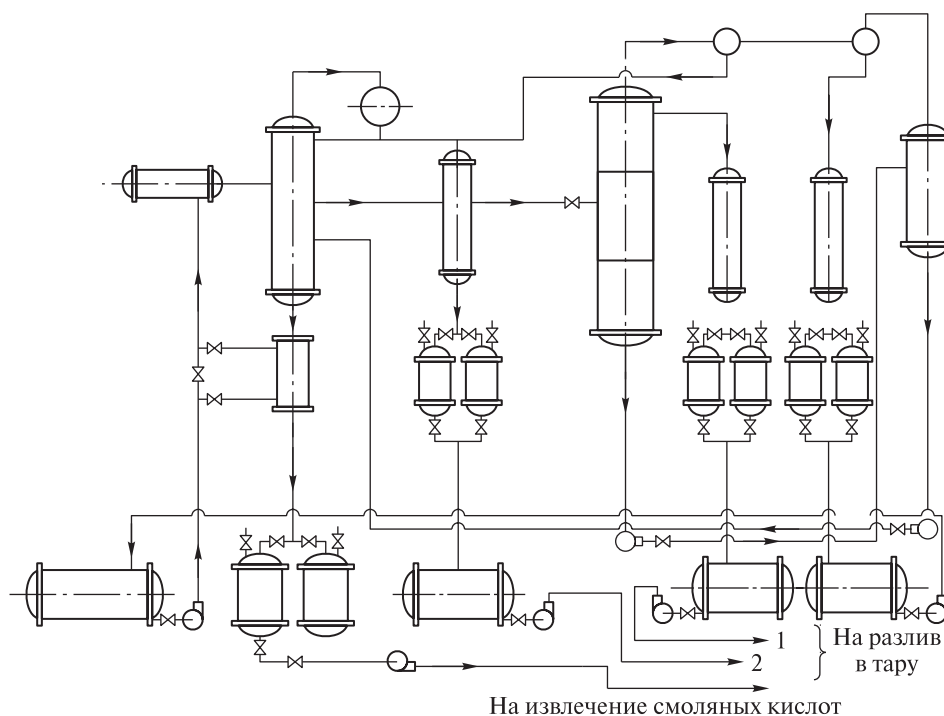 1
2
На разлив
в тару
На извлечение смоляных кислот